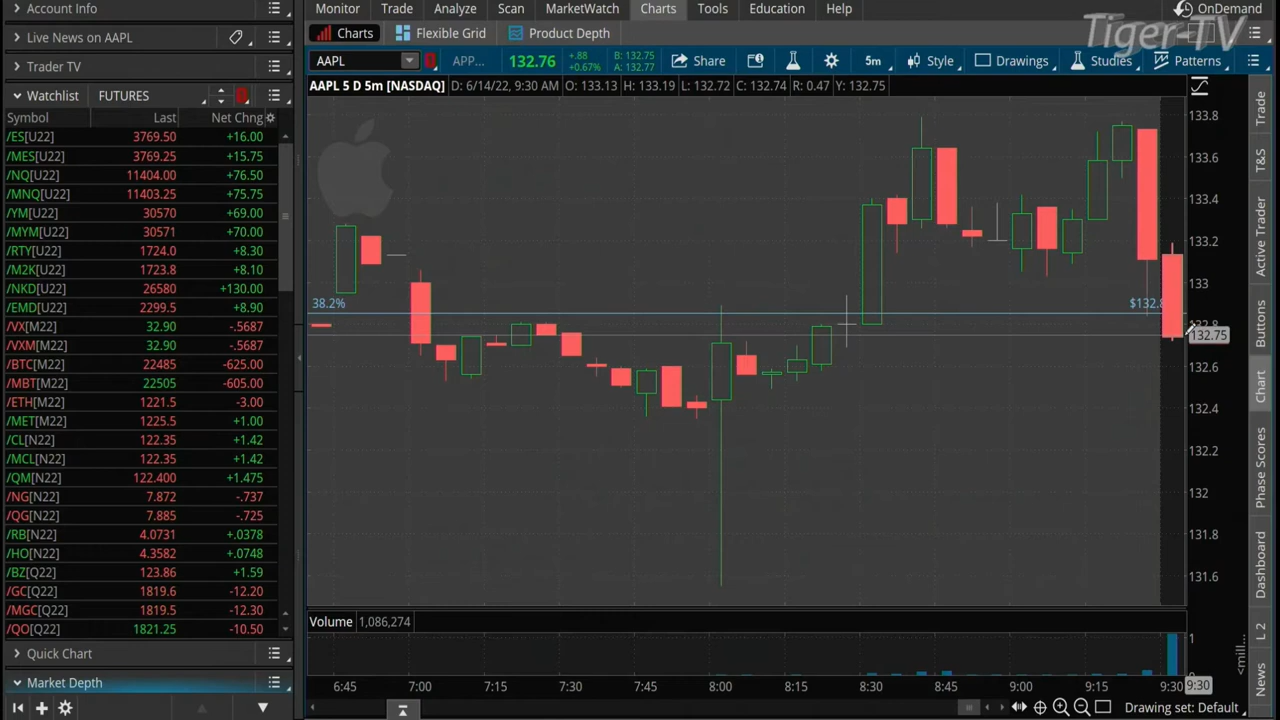 Account Info
Live News on AAPL
Trader TV
Watchlist FUTURES
Symbol Last Net Chng
/ES[U22] 3769.50 +16.00
/MES[U22] 3769.25 +15.75
/NQ[U22] 11404.00 +76.50
/MNQ[U22] 11403.25 +75.75
/YM[U22] 30570 +69.00
/MYM[U22] 30571 +70.00
/RTY[U22] 1724.0 +8.30
/M2K[U22] 1723.8 +8.10
/NKD[U22] 26580 +130.00
/EMD[U22] 2299.5 +8.90
/VX[M22] 32.90 -.5687
/VXM[M22] 32.90 -.5687
/BTC[M22] 22485 -625.00
/MBT[M22] 22505 -605.00
/ETH[M22] 1221.5 -3.00
/MET[M22] 1225.5 +1.00
/CL[N22] 122.35 +1.42
/MCL[N22] 122.35 +1.42
/QM[N22] 122.400 +1.475
/NG[N22] 7.872 -.737
/QG[N22] 7.885 -.725
/RB[N22] 4.0731 +.0378
/HO[N22] 4.3582 +.0748
/BZ[Q22] 123.86 +1.59
/GC[Q22] 1819.6 -12.20
/MGC[Q22] 1819.5 -12.30
/QO[Q22] 1821.25 -10.50
Quick Chart
Market Depth
Monitor Trade Analyze Scan MarketWatch Charts Tools Education Help
OnDemand
Tiger-TV
Charts Flexible Grid Product Depth
AAPL APP... 132.76 +.88 B: 132.75
+0.67% A: 132.77
Share 5m Style Drawings Studies Patterns
AAPL 5 D 5m [NASDAQ] D: 6/14/22, 9:30 AM O: 133.13 H: 133.19 L: 132.72 C: 132.74 R: 0.47 Y: 132.75
133.8
133.6
133.4
133.2
133
38.2% $132.8
132.75
132.6
132.4
132.2
132
131.8
131.6
Volume 1,086,274
1
0
<mill...
6:45 7:00 7:15 7:30 7:45 8:00 8:15 8:30 8:45 9:00 9:15 9:30 9:30
Drawing set: Default
Trade
T&S
Active Trader
Buttons
Chart
Phase Scores
Dashboard
L 2
News